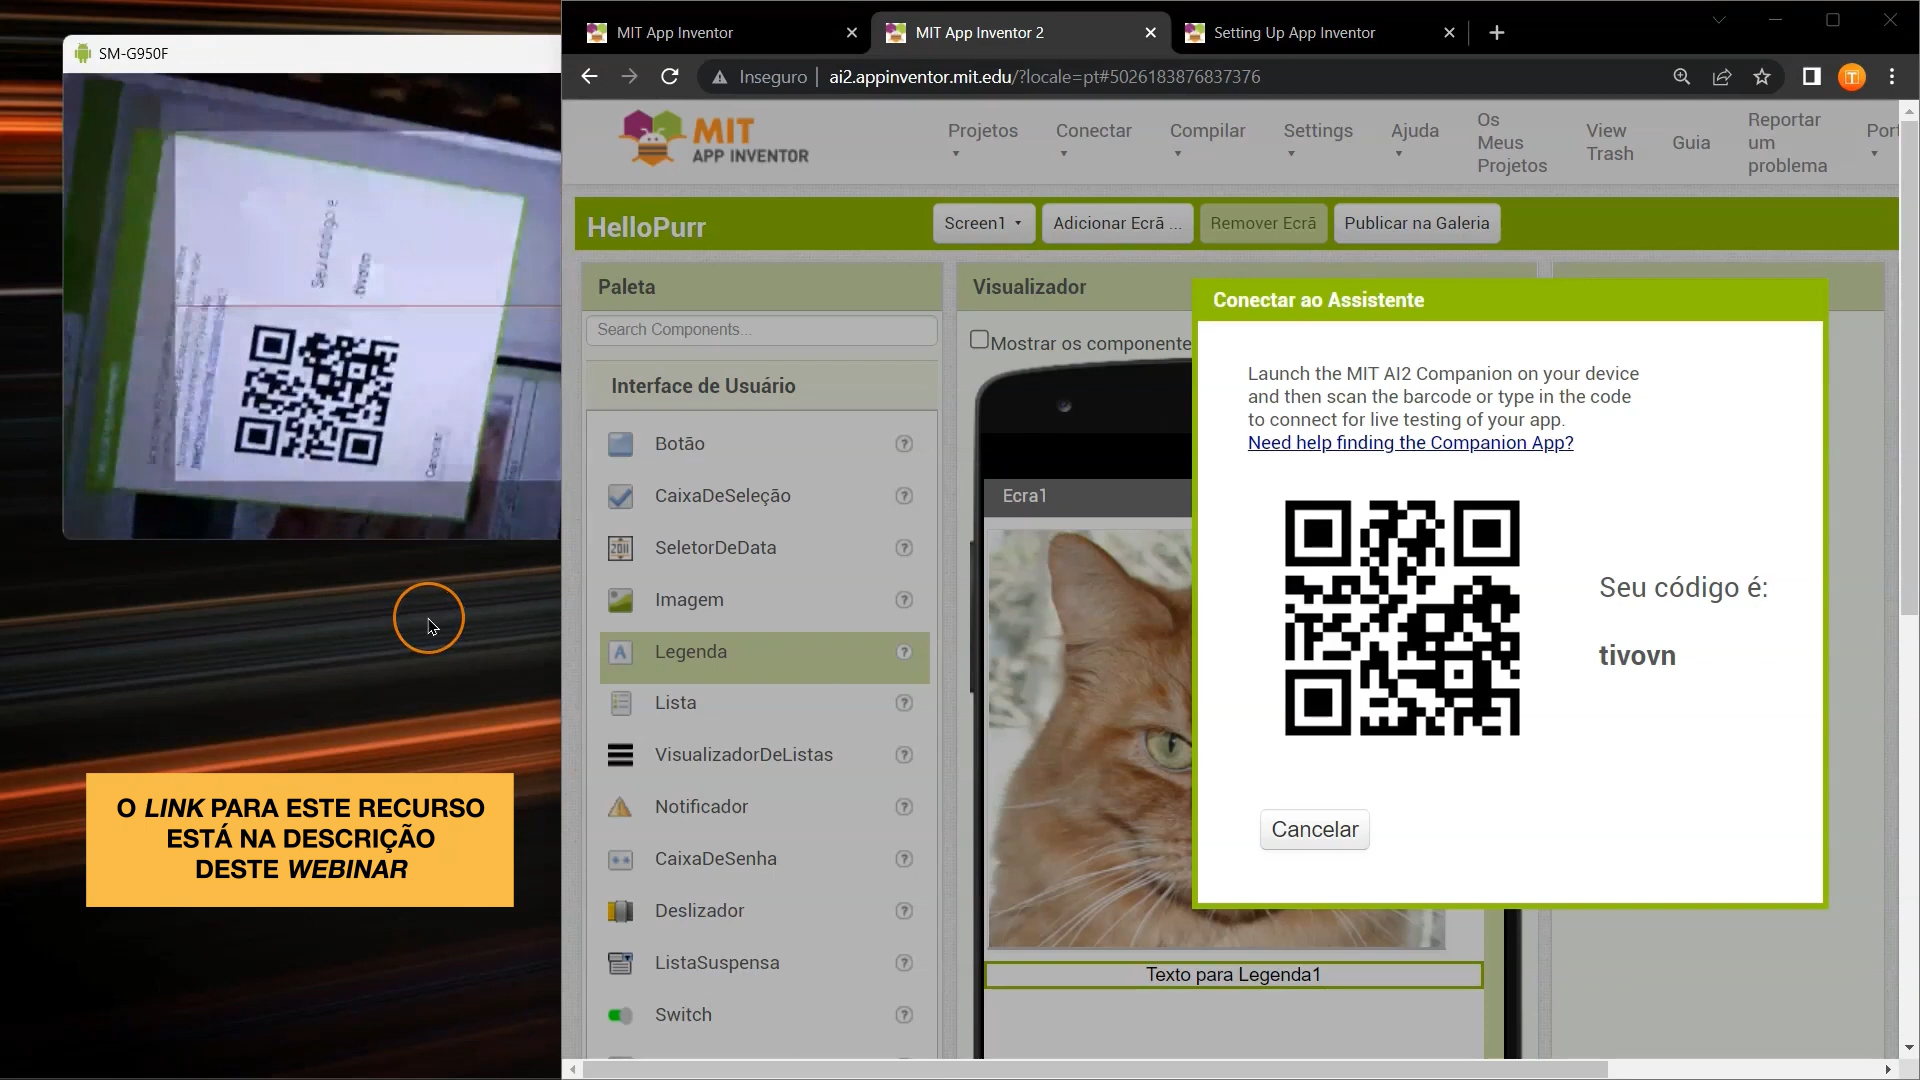 SM-G950F
MIT App Inventor
MIT App Inventor 2
Setting Up App Inventor
Inseguro
ai2.appinventor.mit.edu/?locale=pt#5026183876837376
MIT
APP INVENTOR
Projetos
Conectar
Compilar
Settings
Ajuda
Os
Meus
Projetos
View
Trash
Guia
Reportar
um
problema
Port
HelloPurr
Screen1
Adicionar Ecrã ...
Remover Ecrã
Publicar na Galeria
Paleta
Search Components...
Interface de Usuário
Botão
CaixaDeSeleção
SeletorDeData
Imagem
Legenda
Lista
VisualizadorDeListas
Notificador
CaixaDeSenha
Deslizador
ListaSuspensa
Switch
Visualizador
Mostrar os componente
Ecra1
Texto para Legenda1
Conectar ao Assistente
Launch the MIT AI2 Companion on your device
and then scan the barcode or type in the code
to connect for live testing of your app.
Need help finding the Companion App?
Seu código é:
tivovn
Cancelar
Seu código é
tivovn
Cancelar
O LINK PARA ESTE RECURSO
ESTÁ NA DESCRIÇÃO
DESTE WEBINAR